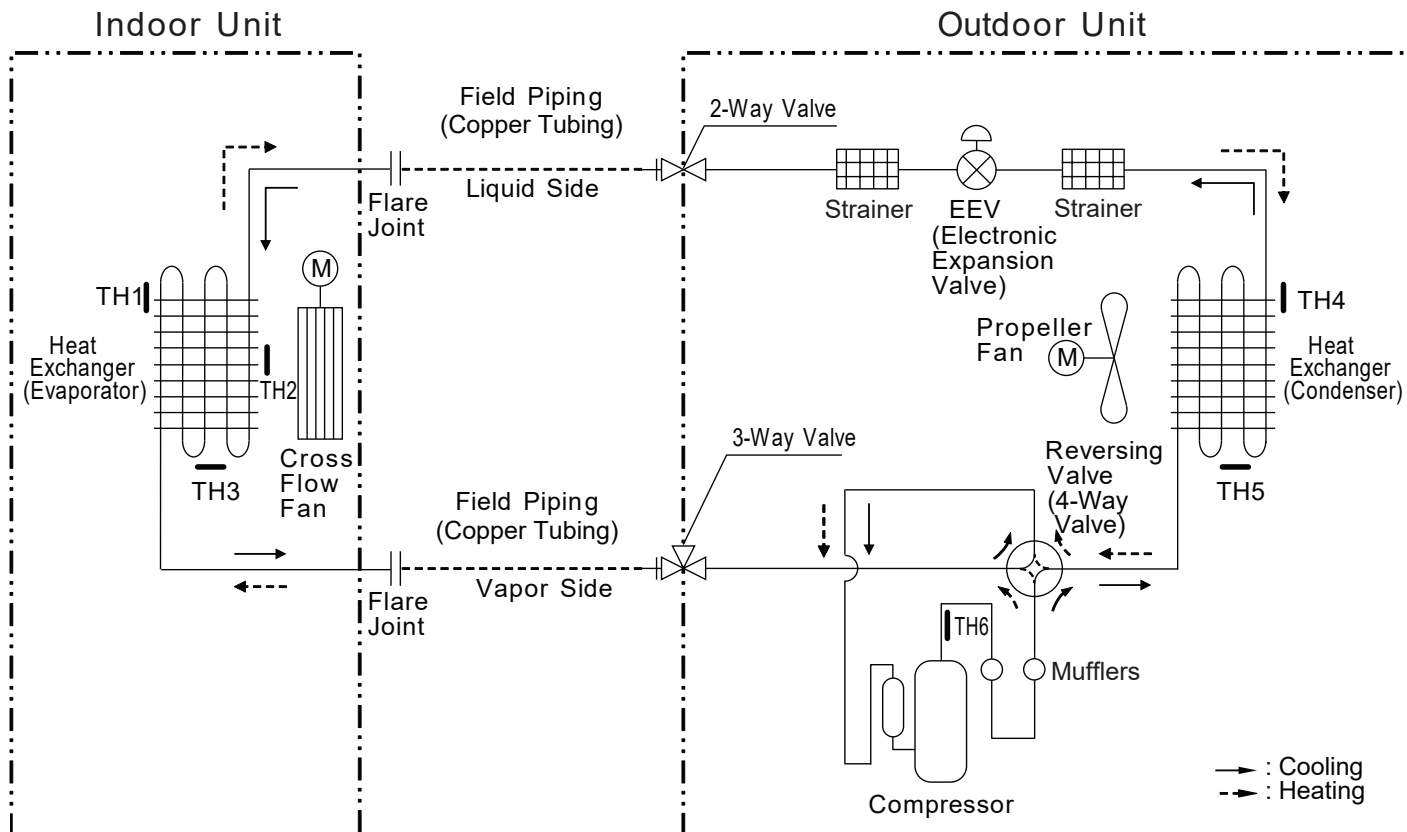 Indoor Unit
Outdoor Unit
Field Piping
(Copper Tubing)
2-Way Valve
Liquid Side
Flare
Joint
Strainer
EEV
(Electronic
Expansion
Valve)
Strainer
M
TH1
Heat
Exchanger
(Evaporator)
TH2
TH3
Cross
Flow
Fan
Propeller
Fan
M
TH4
Heat
Exchanger
(Condenser)
TH5
3-Way Valve
Reversing
Valve
(4-Way
Valve)
Field Piping
(Copper Tubing)
Vapor Side
Flare
Joint
TH6
Mufflers
Compressor
: Cooling
: Heating